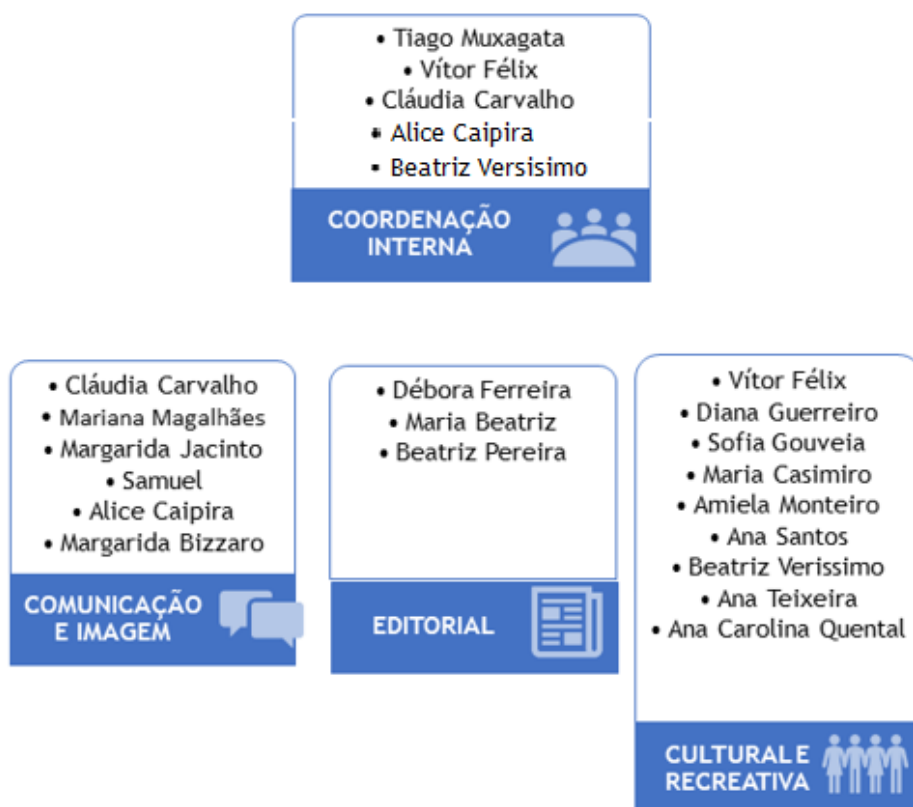 • Tiago Muxagata
• Vítor Félix
• Cláudia Carvalho
▪ Alice Caipira
▪ Beatriz Versisimo
COORDENAÇÃO
INTERNA
• Cláudia Carvalho
• Mariana Magalhães
• Margarida Jacinto
• Samuel
• Alice Caipira
• Margarida Bizzaro
COMUNICAÇÃO
E IMAGEM
• Débora Ferreira
• Maria Beatriz
• Beatriz Pereira
EDITORIAL
• Vítor Félix
• Diana Guerreiro
• Sofia Gouveia
• Maria Casimiro
• Amiela Monteiro
• Ana Santos
• Beatriz Verissimo
• Ana Teixeira
• Ana Carolina Quental
CULTURAL E
RECREATIVA